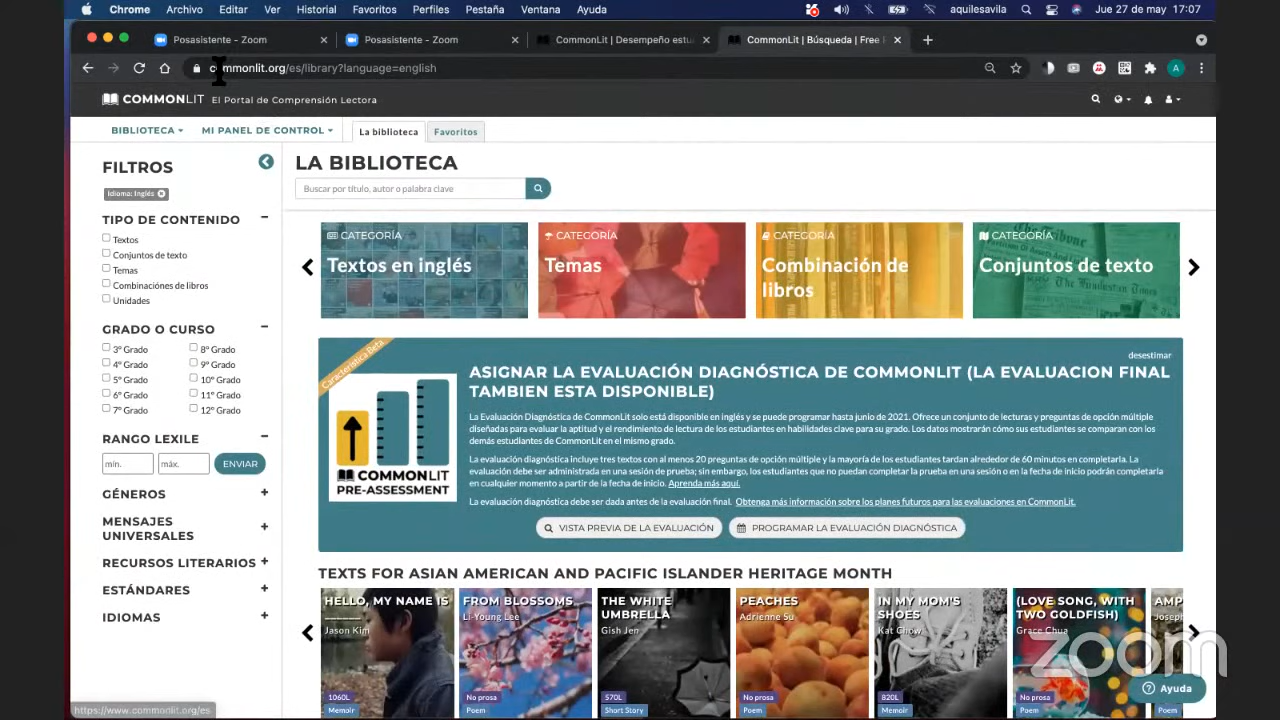 Chrome Archivo Editar Ver Historial Favoritos Perfiles Pestaña Ventana Ayuda aquilesavila Jue 27 de may 17:07
Posasistente - Zoom Posasistente - Zoom CommonLit | Desempeño estu CommonLit | Búsqueda | Free
commonlit.org/es/library?language=english A
COMMONLIT El Portal de Comprensión Lectora
BIBLIOTECA MI PANEL DE CONTROL La biblioteca Favoritos
FILTROS
Idioma: Inglés
TIPO DE CONTENIDO
Textos
Conjuntos de texto
Temas
Combinaciónes de libros
Unidades
GRADO O CURSO
3º Grado 8º Grado
4º Grado 9º Grado
5º Grado 10º Grado
6º Grado 11º Grado
7º Grado 12º Grado
RANGO LEXILE
mín. máx. ENVIAR
GÉNEROS
MENSAJES
UNIVERSALES
RECURSOS LITERARIOS
ESTÁNDARES
IDIOMAS
LA BIBLIOTECA
Buscar por título, autor o palabra clave
CATEGORÍA
Textos en inglés
CATEGORÍA
Temas
CATEGORÍA
Combinación de
libros
CATEGORÍA
Conjuntos de texto
Característica Beta
desestimar
COMMONLIT
PRE-ASSESSMENT
ASIGNAR LA EVALUACIÓN DIAGNÓSTICA DE COMMONLIT (LA EVALUACION FINAL
TAMBIEN ESTA DISPONIBLE)
La Evaluación Diagnóstica de CommonLit solo está disponible en inglés y se puede programar hasta junio de 2021. Ofrece un conjunto de lecturas y preguntas de opción múltiple
diseñadas para evaluar la aptitud y el rendimiento de lectura de los estudiantes en habilidades clave para su grado. Los datos mostrarán cómo sus estudiantes se comparan con los
demás estudiantes de CommonLit en el mismo grado.
La evaluación diagnóstica incluye tres textos con al menos 20 preguntas de opción múltiple y la mayoría de los estudiantes tardan alrededor de 60 minutos en completarla. La
evaluación debe ser administrada en una sesión de prueba; sin embargo, los estudiantes que no puedan completar la prueba en una sesión o en la fecha de inicio podrán completarla
en cualquier momento a partir de la fecha de inicio. Aprenda más aquí.
La evaluación diagnóstica debe ser dada antes de la evaluación final. Obtenga más información sobre los planes futuros para las evaluaciones en CommonLit.
VISTA PREVIA DE LA EVALUACIÓN PROGRAMAR LA EVALUACIÓN DIAGNÓSTICA
TEXTS FOR ASIAN AMERICAN AND PACIFIC ISLANDER HERITAGE MONTH
HELLO, MY NAME IS
______
Jason Kim
1060L
Memoir
FROM BLOSSOMS
Li-Young Lee
No prosa
Poem
THE WHITE
UMBRELLA
Gish Jen
570L
Short Story
PEACHES
Adrienne Su
No prosa
Poem
IN MY MOM'S
SHOES
Kat Chow
820L
Memoir
(LOVE SONG, WITH
TWO GOLDFISH)
Grace Chua
No prosa
Poem
AMP
Joseph
No pros
Poem
zoom
Ayuda
https://www.commonlit.org/es